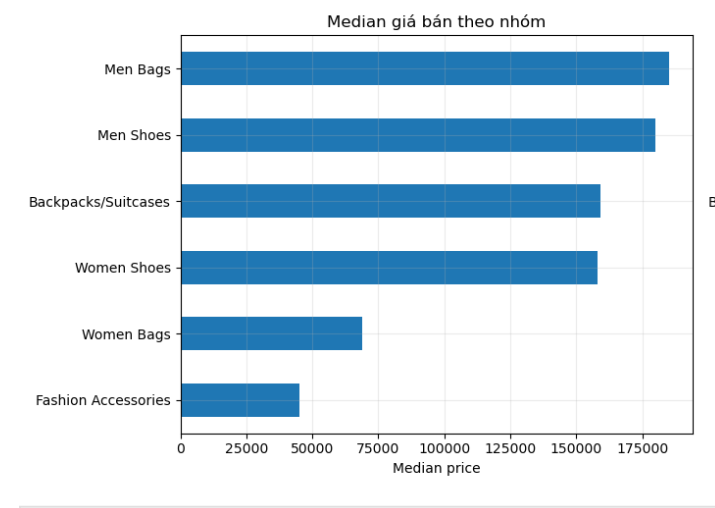 Median giá bán theo nhóm
Men Bags
Men Shoes
Backpacks/Suitcases
B
Women Shoes
Women Bags
Fashion Accessories
0 25000 50000 75000 100000 125000 150000 175000
Median price